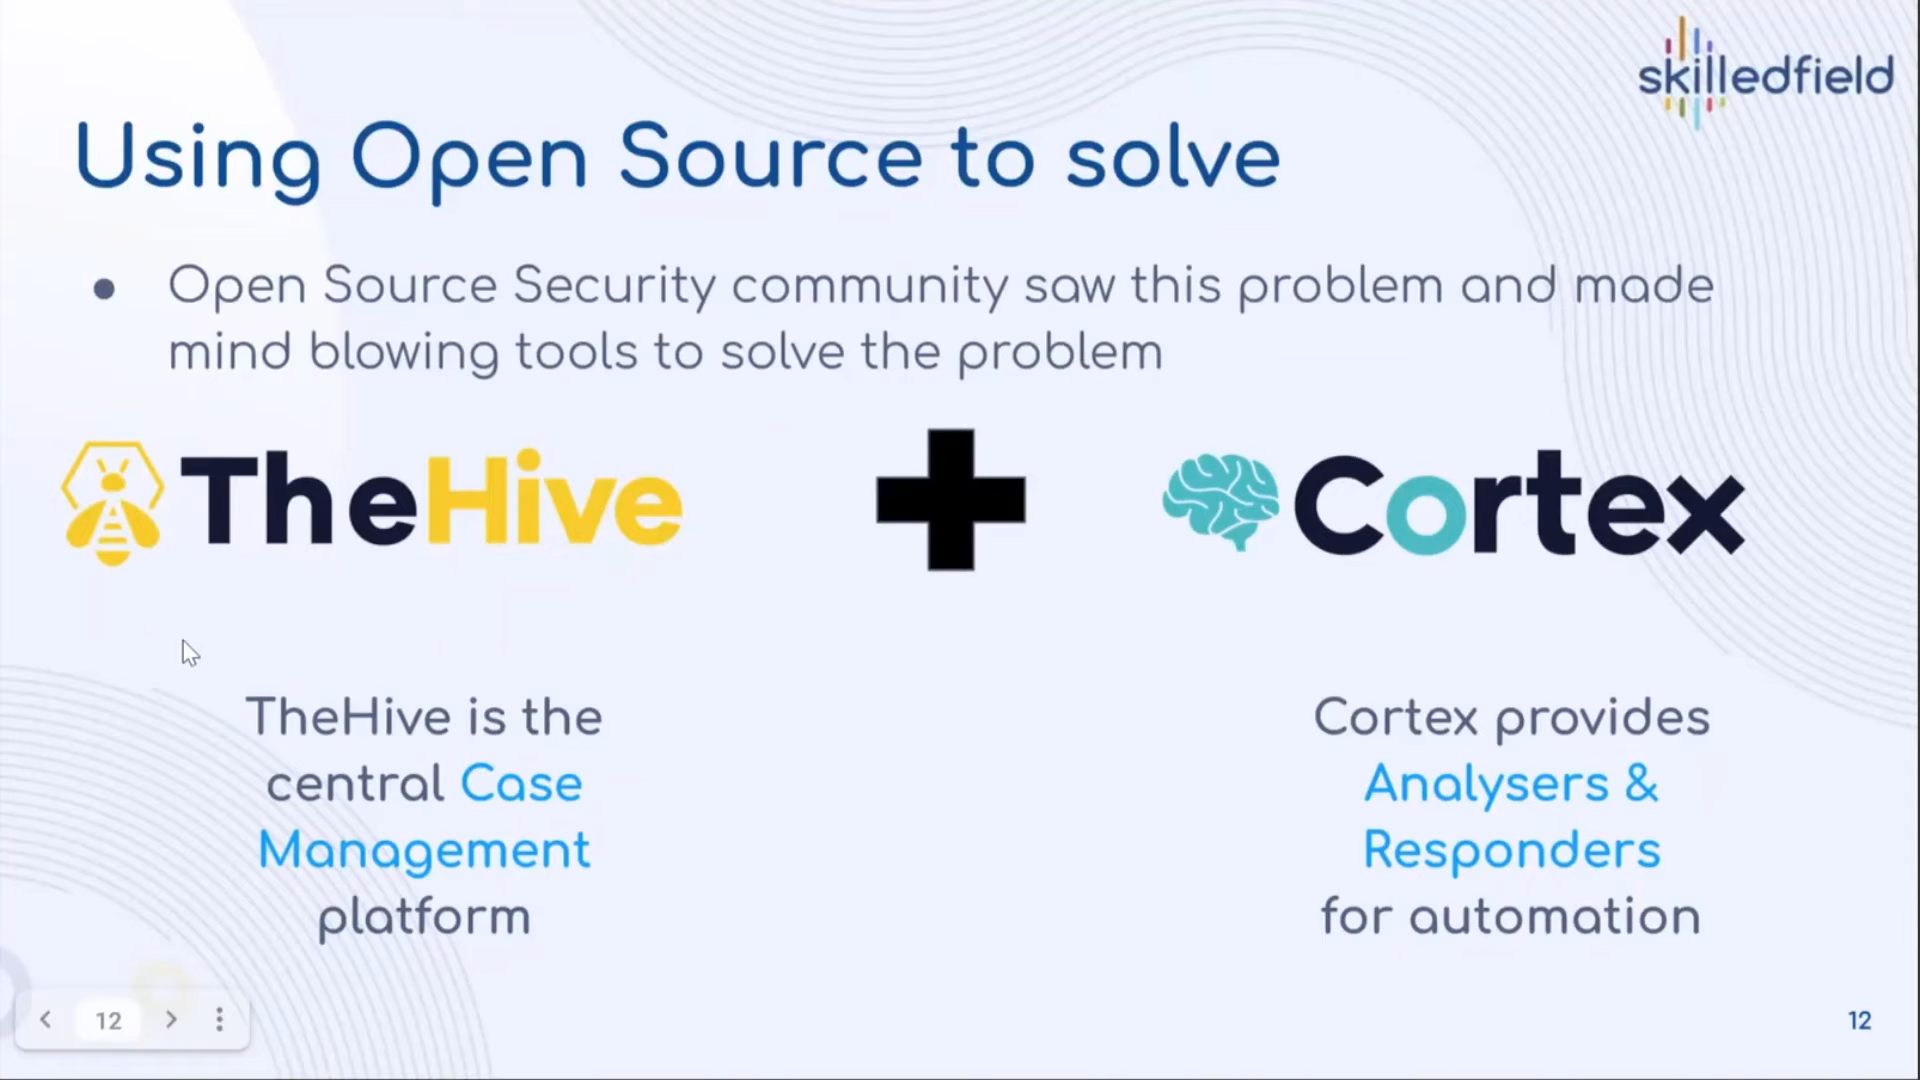 skilledfield
Using Open Source to solve
● Open Source Security community saw this problem and made
mind blowing tools to solve the problem
TheHive
Cortex
TheHive is the
central Case
Management
platform
Cortex provides
Analysers &
Responders
for automation
12
12